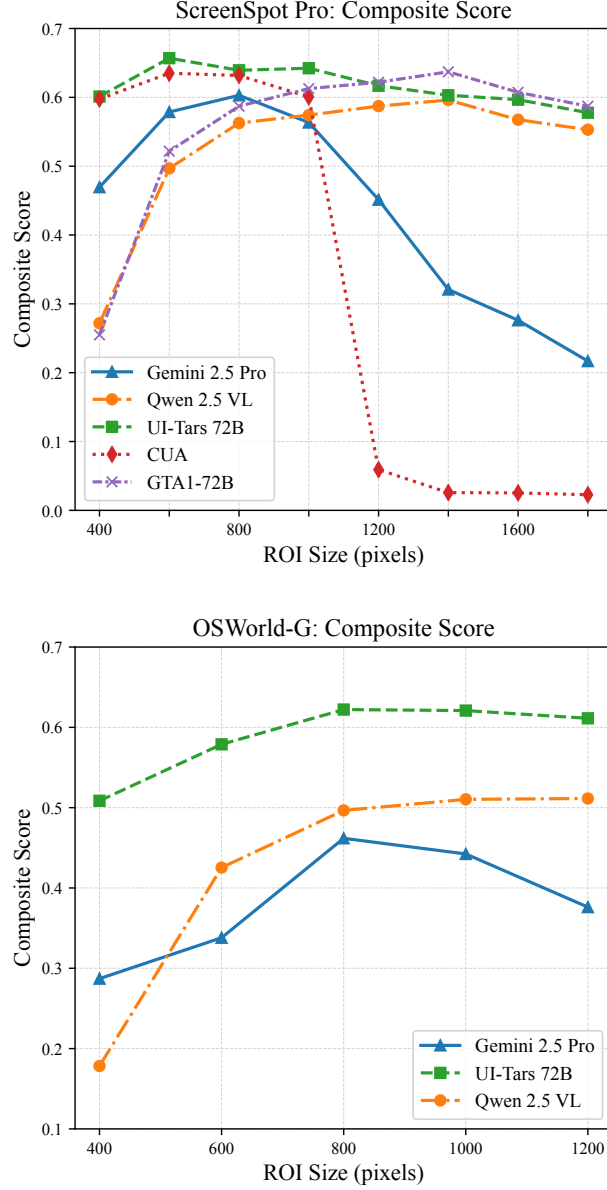 ScreenSpot Pro: Composite Score
Composite Score
0.7
0.6
0.5
0.4
0.3
0.2
0.1
0.0
Gemini 2.5 Pro
Qwen 2.5 VL
UI-Tars 72B
CUA
GTA1-72B
400
800
1200
1600
ROI Size (pixels)
OSWorld-G: Composite Score
Composite Score
0.7
0.6
0.5
0.4
0.3
0.2
0.1
Gemini 2.5 Pro
UI-Tars 72B
Qwen 2.5 VL
400
600
800
1000
1200
ROI Size (pixels)